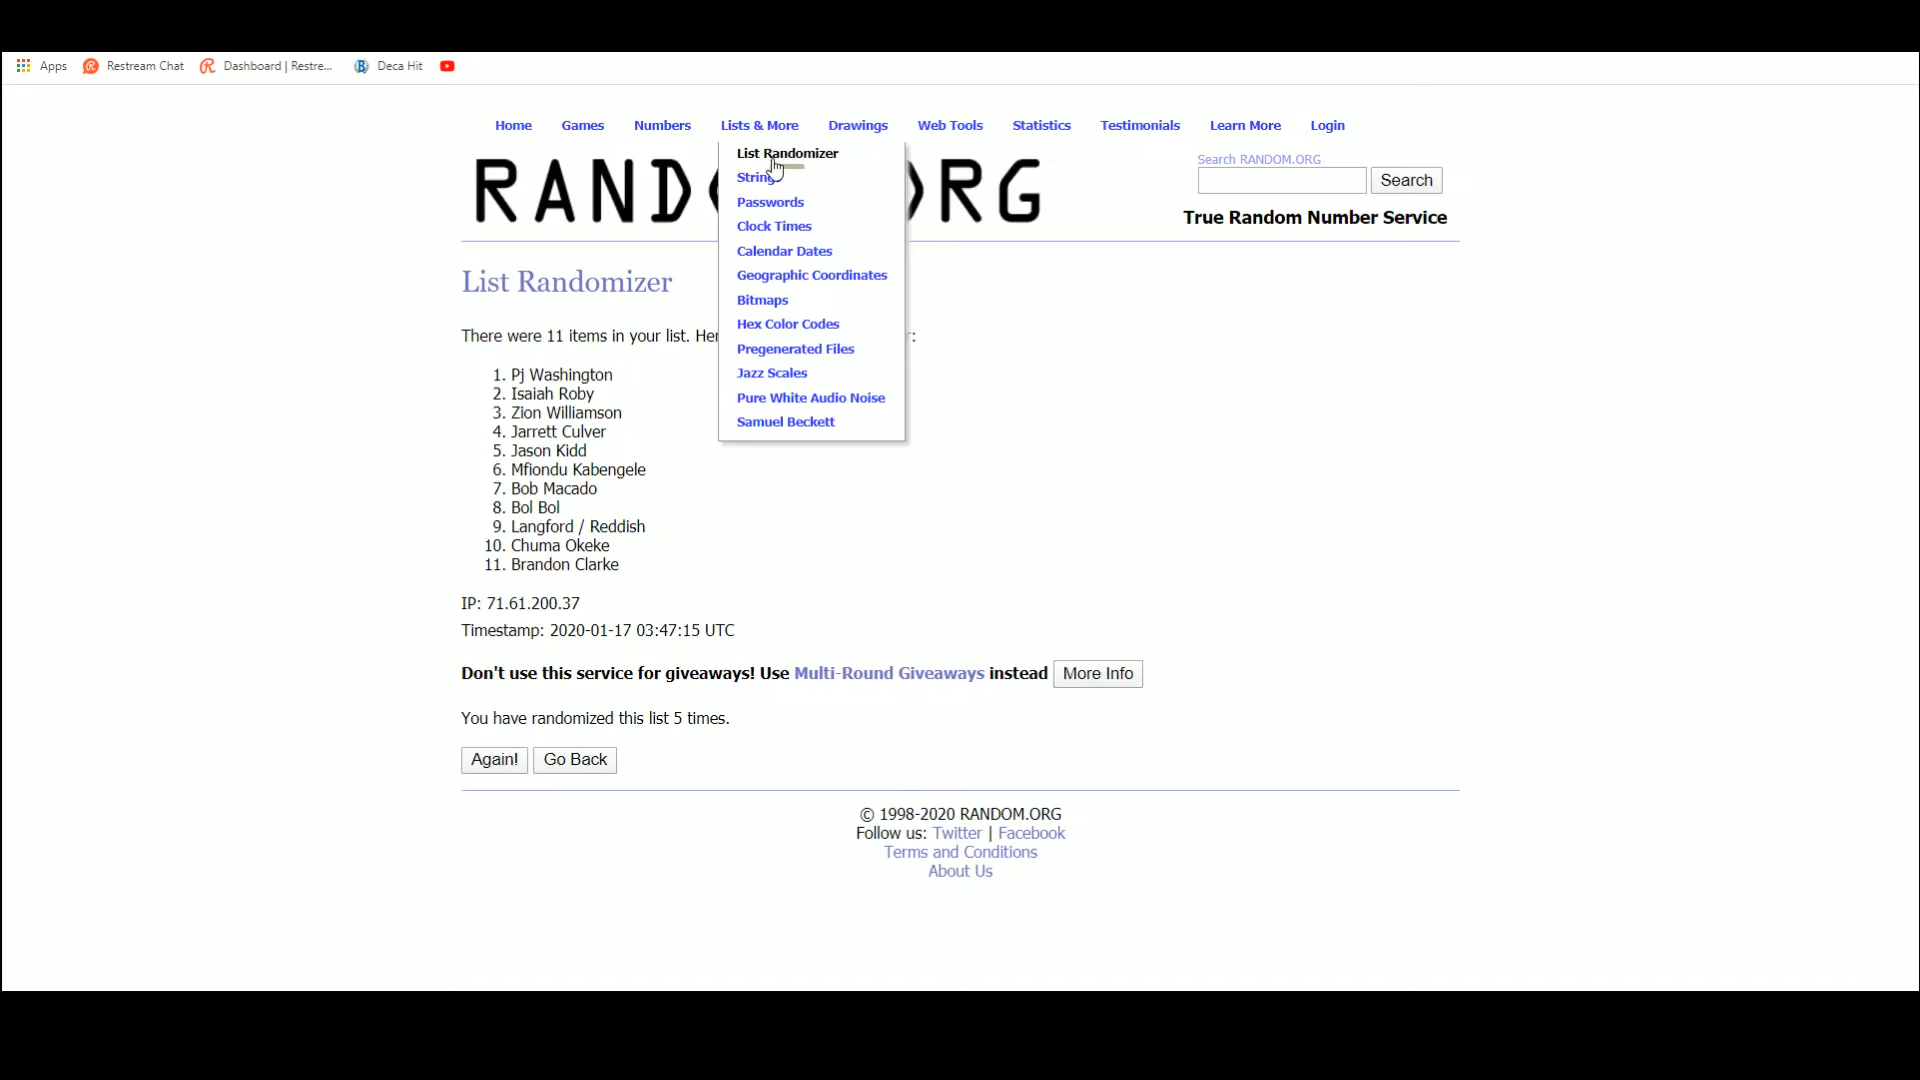 Apps Restream Chat Dashboard | Restre... Deca Hit
Home Games Numbers Lists & More Drawings Web Tools Statistics Testimonials Learn More Login
List Randomizer
Strings
Passwords
Clock Times
Calendar Dates
Geographic Coordinates
Bitmaps
Hex Color Codes
Pregenerated Files
Jazz Scales
Pure White Audio Noise
Samuel Beckett
RAND RG
Search RANDOM.ORG
Search
True Random Number Service
List Randomizer
There were 11 items in your list. Her :
1. Pj Washington
2. Isaiah Roby
3. Zion Williamson
4. Jarrett Culver
5. Jason Kidd
6. Mfiondu Kabengele
7. Bob Macado
8. Bol Bol
9. Langford / Reddish
10. Chuma Okeke
11. Brandon Clarke
IP: 71.61.200.37
Timestamp: 2020-01-17 03:47:15 UTC
Don't use this service for giveaways! Use Multi-Round Giveaways instead More Info
You have randomized this list 5 times.
Again! Go Back
© 1998-2020 RANDOM.ORG
Follow us: Twitter | Facebook
Terms and Conditions
About Us